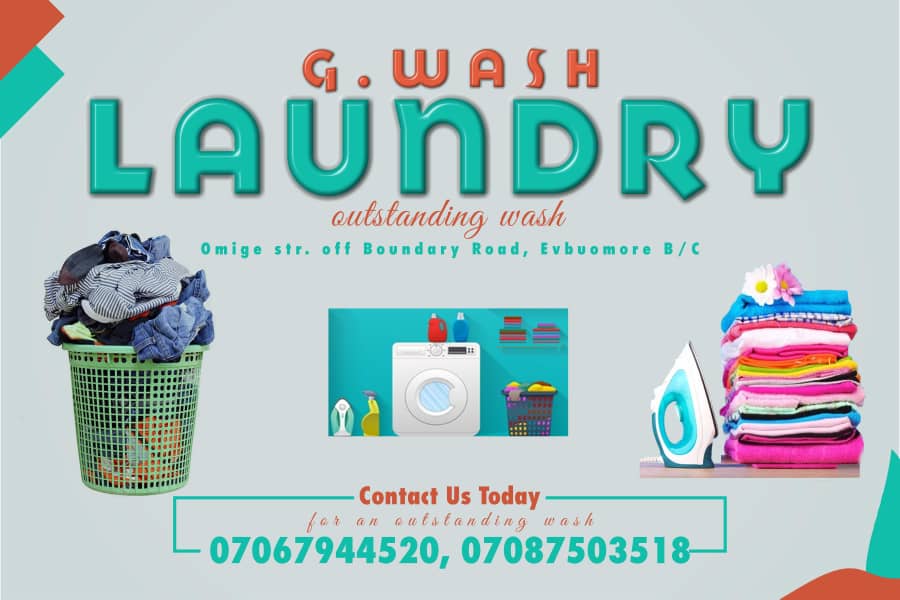 G.WASH
LAUNDRY
outstanding wash
Omige str. off Boundary Road, Evbuomore B/C
Contact Us Today
for an outstanding wash
07067944520, 07087503518